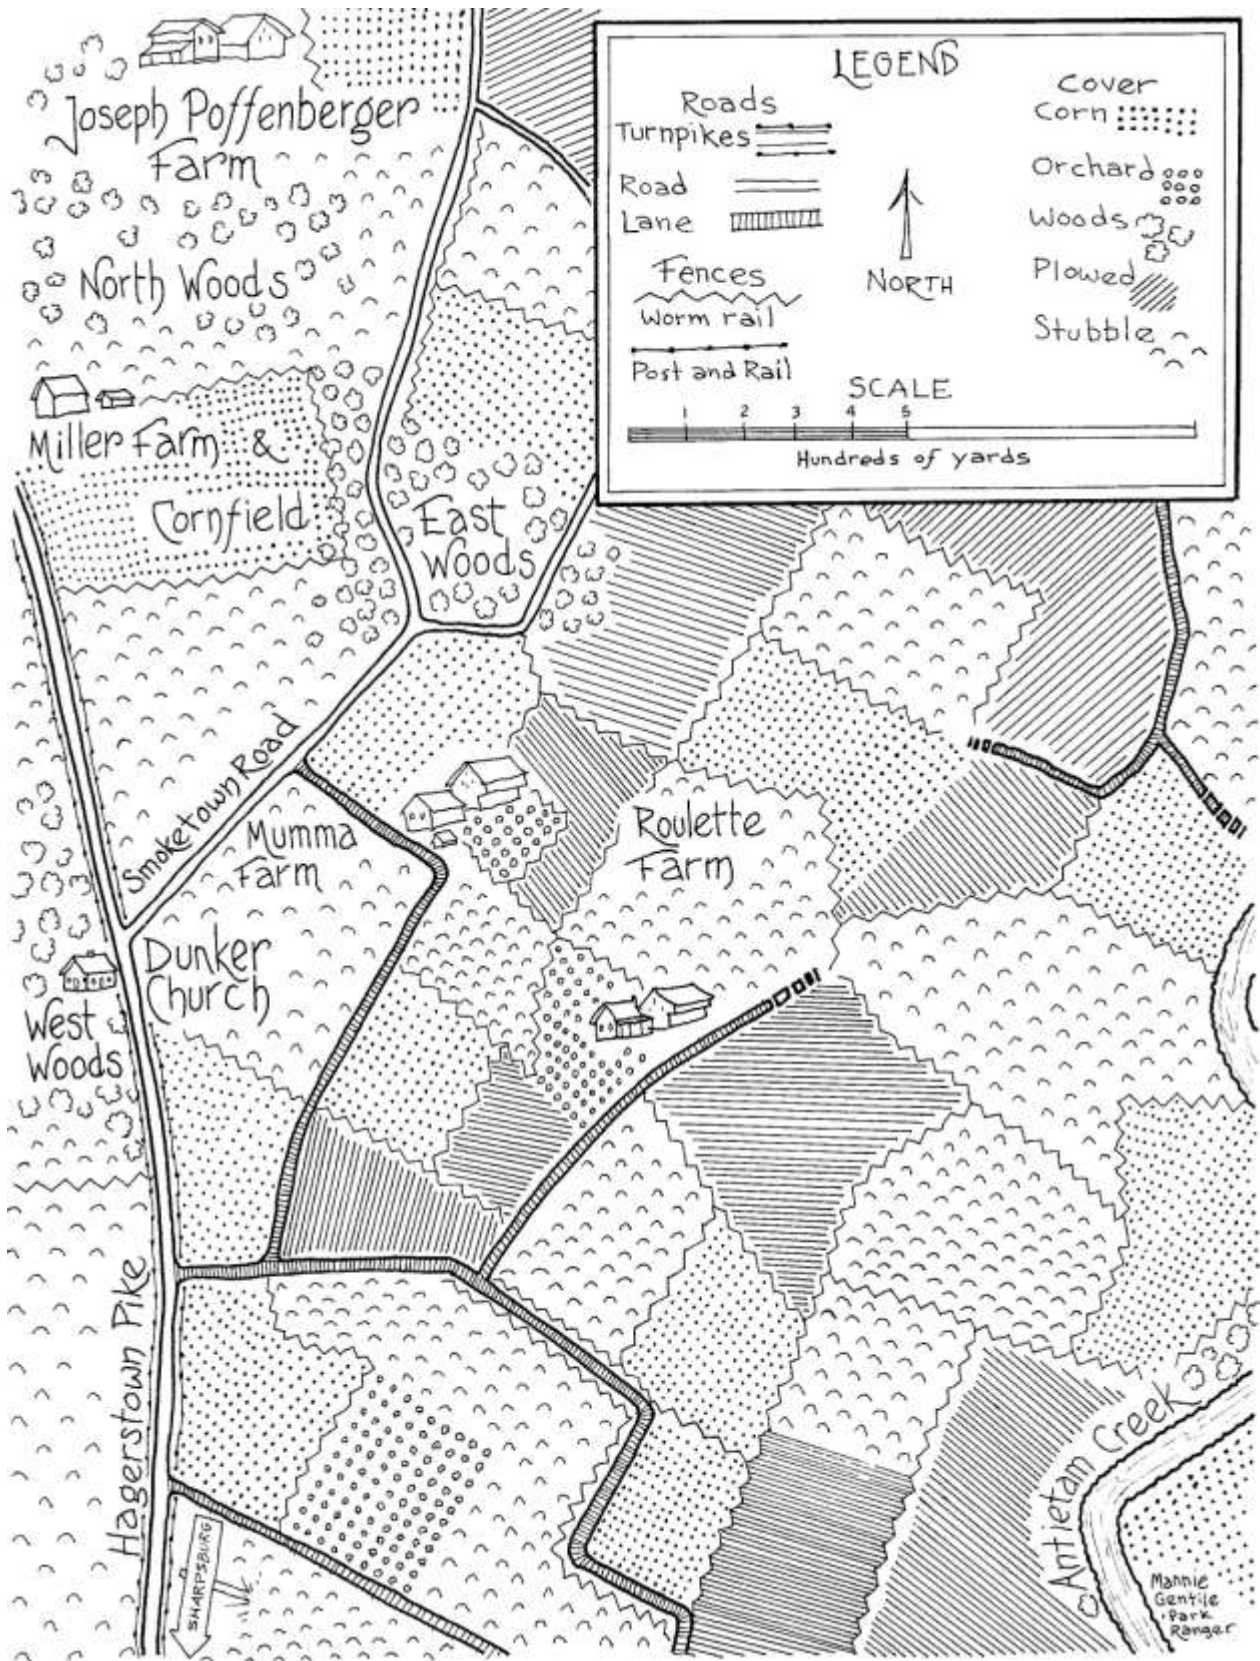 Joseph Poffenberger
Farm
North Woods
Miller Farm &
Cornfield
East
Woods
LEGEND
Roads
Turnpikes
Road
Lane
Fences
Worm rail
Post and Rail
NORTH
Cover
Corn
Orchard
Woods
Plowed
Stubble
SCALE
1 2 3 4 5
Hundreds of yards
Smoketown Road
Mumma
Farm
Roulette
Farm
Dunker
Church
West
Woods
Hagerstown Pike
SHARPSBURG
Antietan Creek
Mannie
Gentile
Park
Ranger